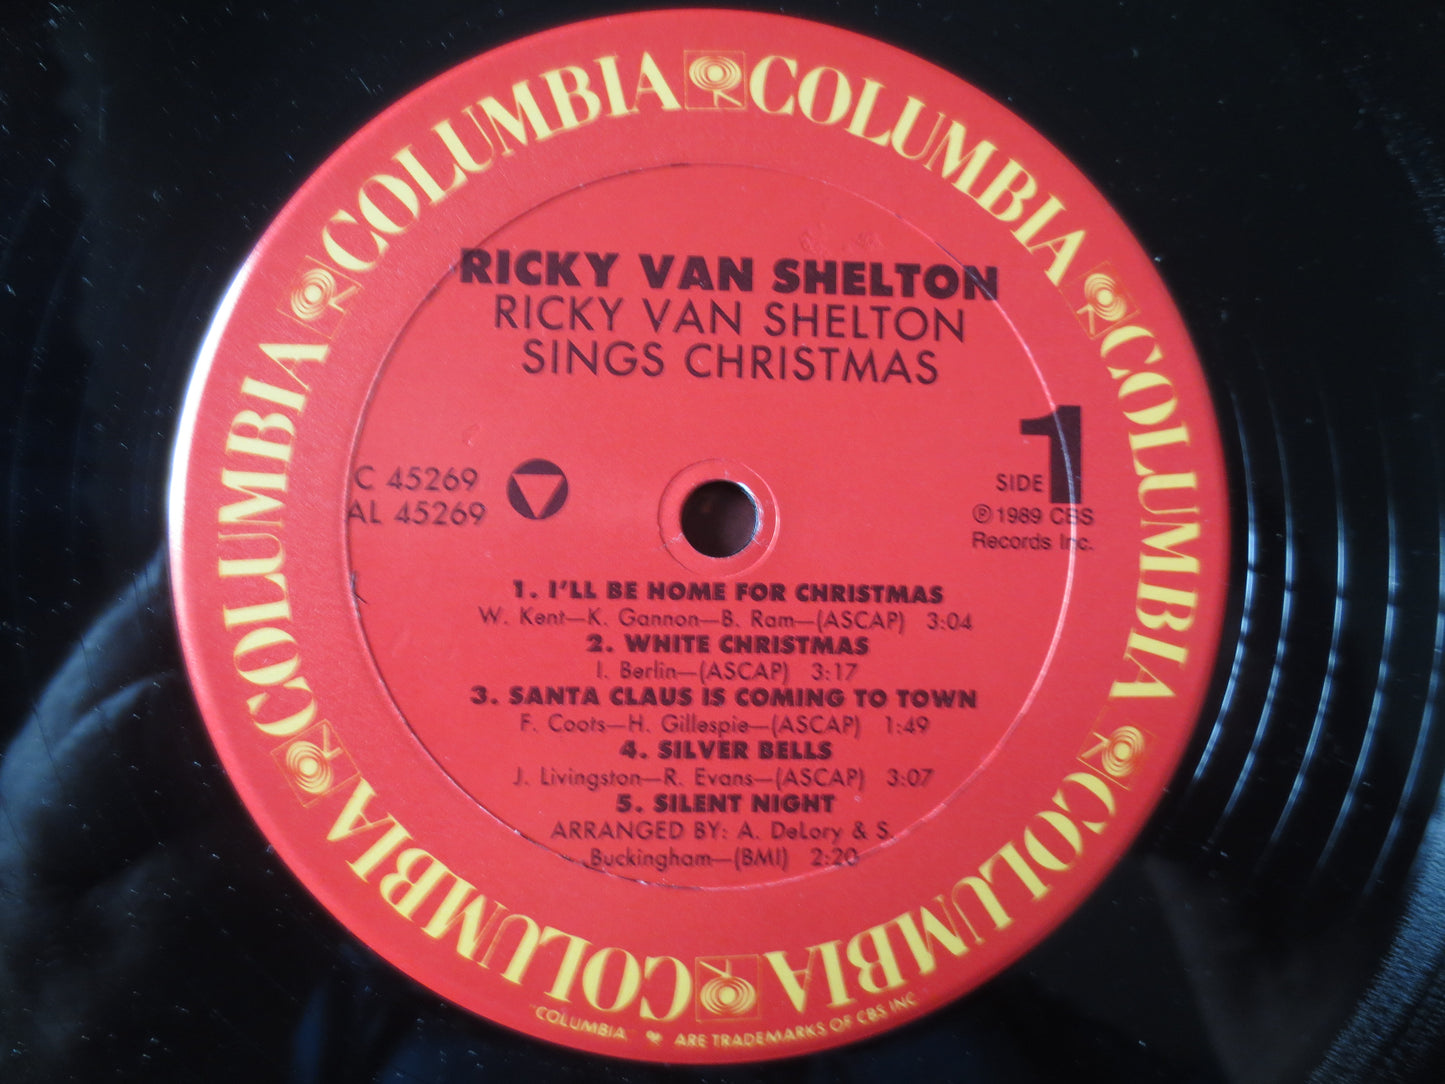 COLUMBIA COLUMBIA COLUMBIA COLUMBIA COLUMBIA COLUMBIA COLUMBIA COLUMBIA COLUMBIA COLUMBIA
RICKY VAN SHELTON
RICKY VAN SHELTON
SINGS CHRISTMAS
C 45269
AL 45269
SIDE 1
℗ 1989 CBS
Records Inc.
1. I'LL BE HOME FOR CHRISTMAS
W. Kent—K. Gannon—B. Ram—(ASCAP) 3:04
2. WHITE CHRISTMAS
I. Berlin—(ASCAP) 3:17
3. SANTA CLAUS IS COMING TO TOWN
F. Coots—H. Gillespie—(ASCAP) 1:49
4. SILVER BELLS
J. Livingston—R. Evans—(ASCAP) 3:07
5. SILENT NIGHT
ARRANGED BY: A. DeLory & S.
Buckingham—(BMI) 2:20
"COLUMBIA," ARE TRADEMARKS OF CBS INC.